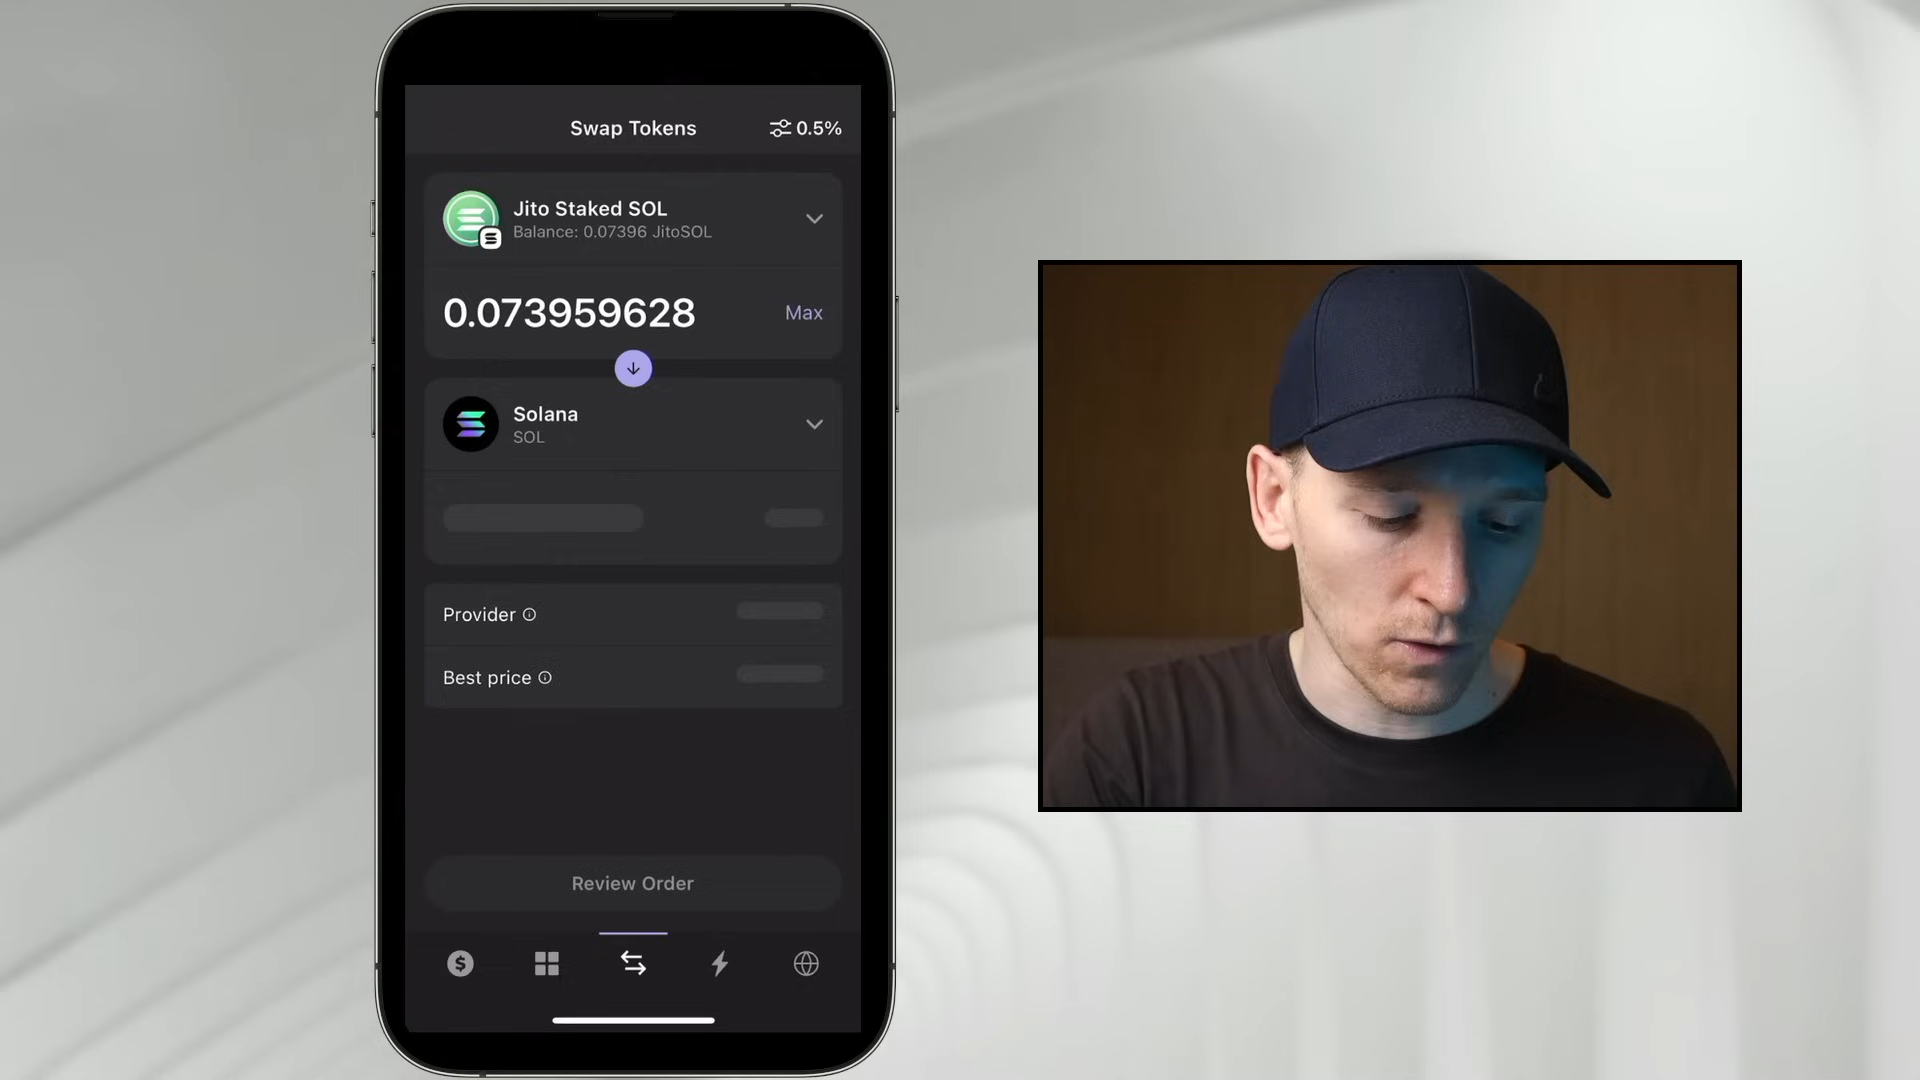 Swap Tokens
0.5%
Jito Staked SOL
Balance: 0.07396 JitoSOL
0.073959628
Max
Solana
SOL
Provider
Best price
Review Order